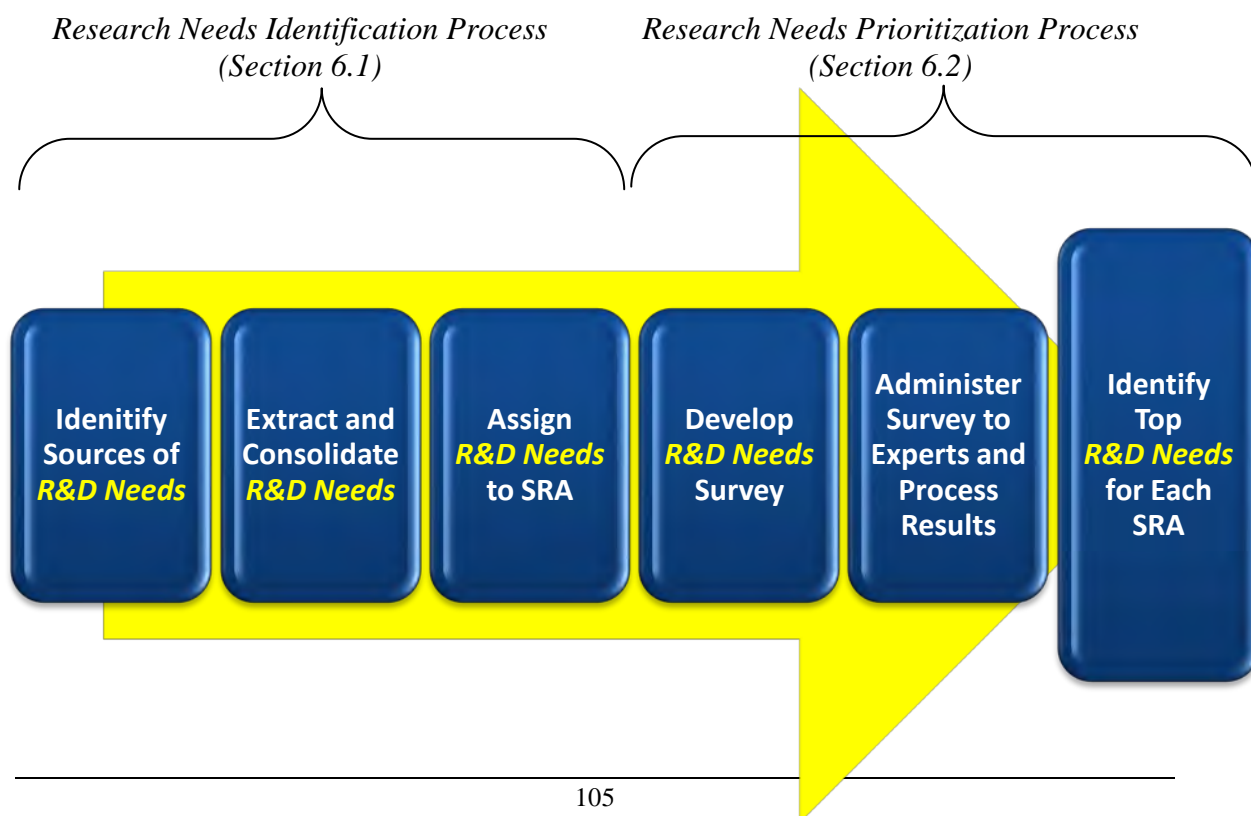 Research Needs Identification Process
(Section 6.1)
Research Needs Prioritization Process
(Section 6.2)
Idenitify
Sources of
R&D Needs
Extract and
Consolidate
R&D Needs
Assign
R&D Needs
to SRA
Develop
R&D Needs
Survey
Administer
Survey to
Experts and
Process
Results
Identify
Top
R&D Needs
for Each
SRA
105